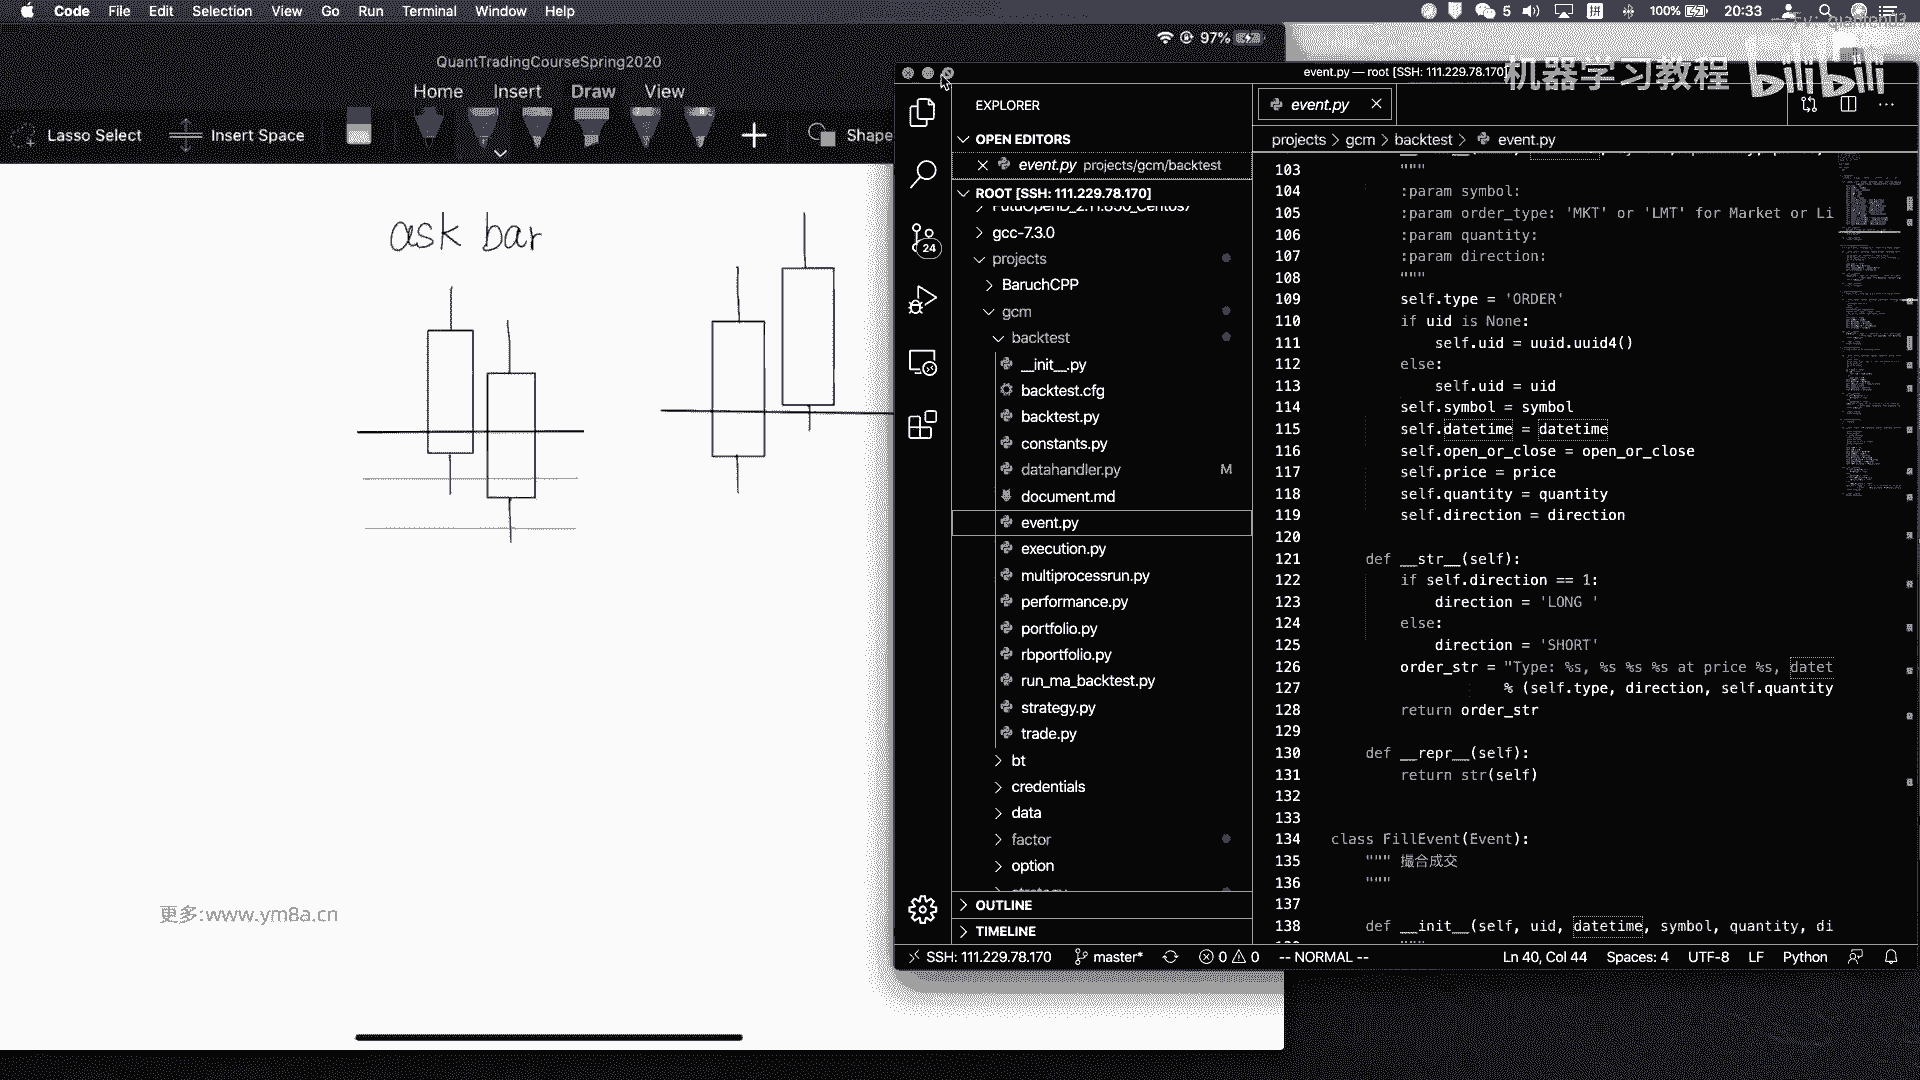 Code File Edit Selection View Go Run Terminal Window Help
5
100%
拼
20:33
97%
QuantTradingCourseSpring2020
Home Insert Draw View
Lasso Select
Insert Space
Shape
ask bar
更多:www.ym8a.cn
机器学习教程
bilibili
event.py — root [SSH: 111.229.78.170]
EXPLORER
OPEN EDITORS
event.py projects/gcm/backtest
ROOT [SSH: 111.229.78.170]
24
gcc-7.3.0
projects
BaruchCPP
gcm
backtest
__init__.py
backtest.cfg
backtest.py
constants.py
datahandler.py M
document.md
event.py
execution.py
multiprocessrun.py
performance.py
portfolio.py
rbportfolio.py
run_ma_backtest.py
strategy.py
trade.py
bt
credentials
data
factor
option
OUTLINE
TIMELINE
event.py
projects > gcm > backtest > event.py
103 """
104 :param symbol:
105 :param order_type: 'MKT' or 'LMT' for Market or Li
106 :param quantity:
107 :param direction:
108 """
109 self.type = 'ORDER'
110 if uid is None:
111 self.uid = uuid.uuid4()
112 else:
113 self.uid = uid
114 self.symbol = symbol
115 self.datetime = datetime
116 self.open_or_close = open_or_close
117 self.price = price
118 self.quantity = quantity
119 self.direction = direction
120
121 def __str__(self):
122 if self.direction == 1:
123 direction = 'LONG '
124 else:
125 direction = 'SHORT'
126 order_str = "Type: %s, %s %s %s at price %s, datet
127 % (self.type, direction, self.quantity
128 return order_str
129
130 def __repr__(self):
131 return str(self)
132
133
134 class FillEvent(Event):
135 """ 撮合成交
136 """
137
138 def __init__(self, uid, datetime, symbol, quantity, di
SSH: 111.229.78.170 master* 0 0 -- NORMAL -- Ln 40, Col 44 Spaces: 4 UTF-8 LF Python